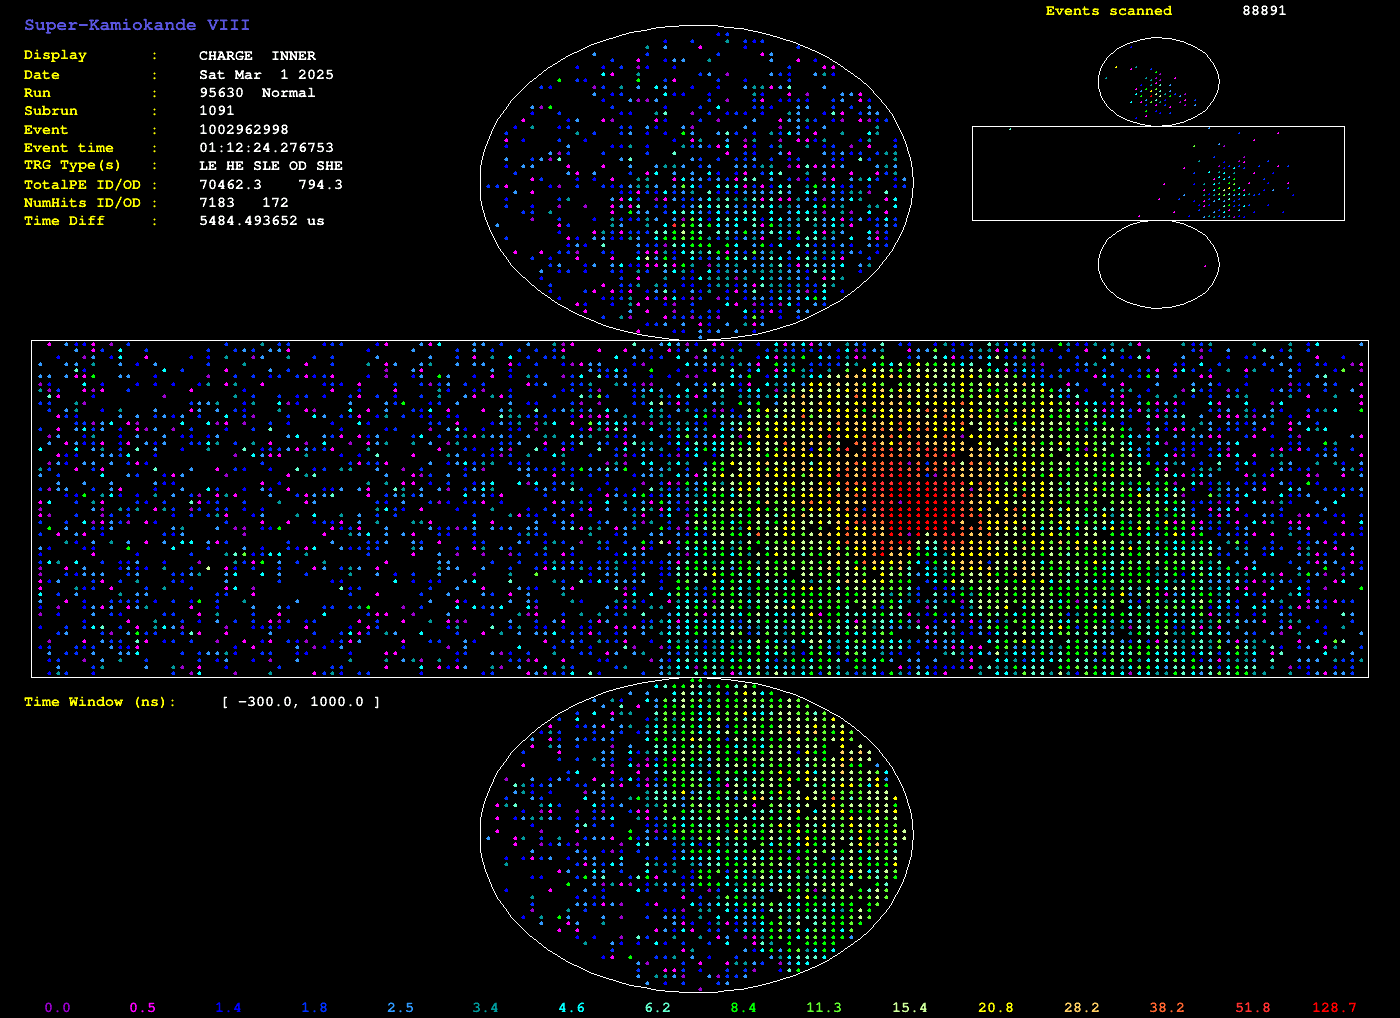 Super-Kamiokande VIII
Events scanned 88891
Display : CHARGE INNER
Date : Sat Mar 1 2025
Run : 95630 Normal
Subrun : 1091
Event : 1002962998
Event time : 01:12:24.276753
TRG Type(s) : LE HE SLE OD SHE
TotalPE ID/OD : 70462.3 794.3
NumHits ID/OD : 7183 172
Time Diff : 5484.493652 us
Time Window (ns): [ -300.0, 1000.0 ]
0.0 0.5 1.4 1.8 2.5 3.4 4.6 6.2 8.4 11.3 15.4 20.8 28.2 38.2 51.8 128.7